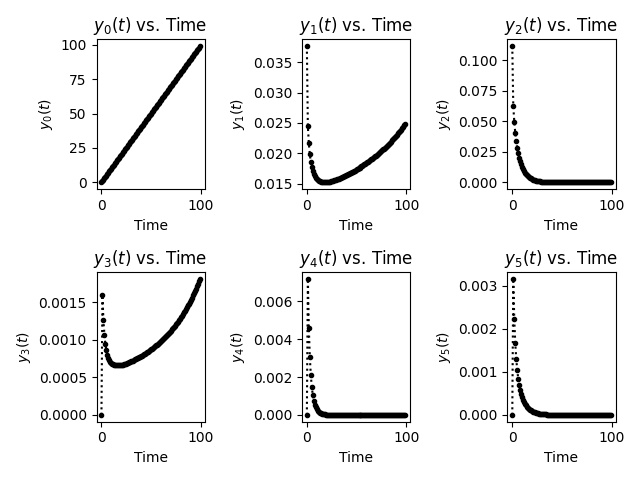 y₀(t) vs. Time
100
75
50
25
0
y₀(t)
0 100
Time
y₁(t) vs. Time
0.035
0.030
0.025
0.020
0.015
y₁(t)
0 100
Time
y₂(t) vs. Time
0.100
0.075
0.050
0.025
0.000
y₂(t)
0 100
Time
y₃(t) vs. Time
0.0015
0.0010
0.0005
0.0000
y₃(t)
0 100
Time
y₄(t) vs. Time
0.006
0.004
0.002
0.000
y₄(t)
0 100
Time
y₅(t) vs. Time
0.003
0.002
0.001
0.000
y₅(t)
0 100
Time